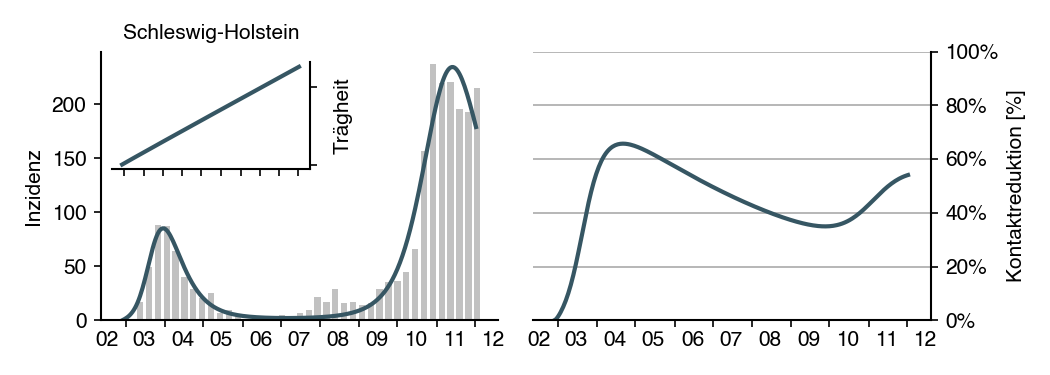 Schleswig-Holstein
Trägheit
Inzidenz
200
150
100
50
0
02 03 04 05 06 07 08 09 10 11 12
100%
80%
60%
40%
20%
0%
Kontaktreduktion [%]
02 03 04 05 06 07 08 09 10 11 12